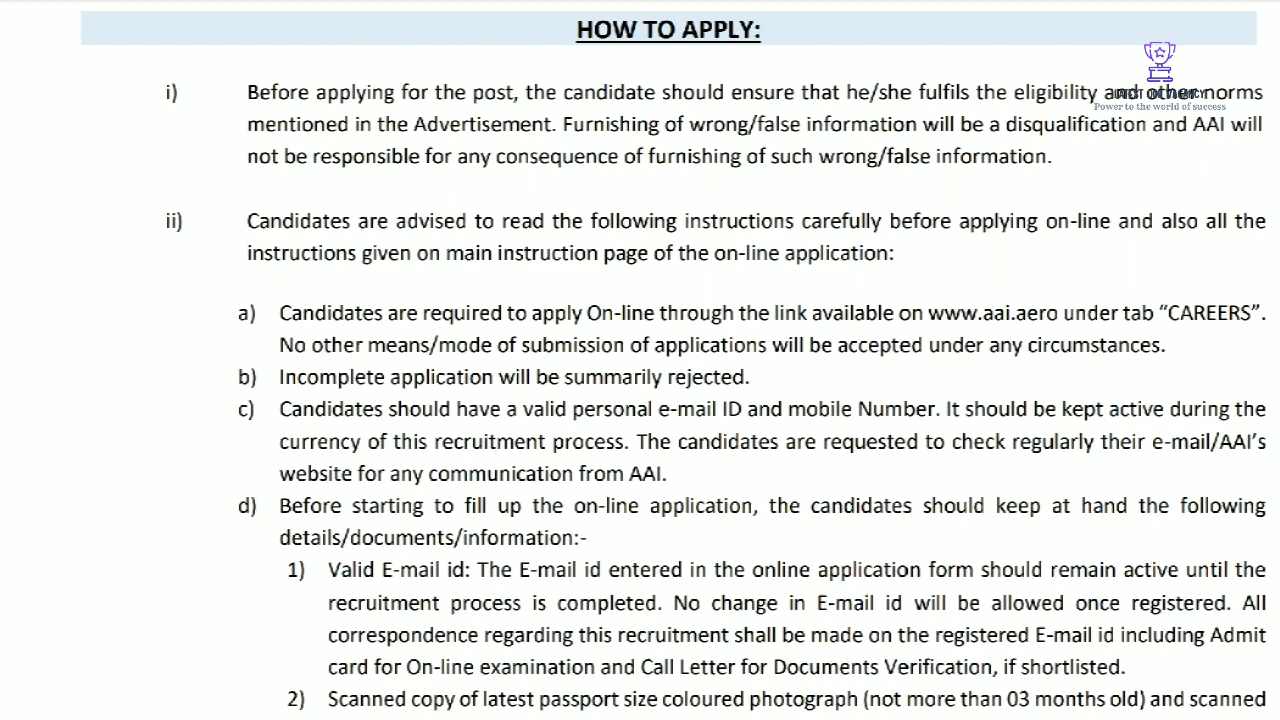 HOW TO APPLY:
i) Before applying for the post, the candidate should ensure that he/she fulfils the eligibility and other norms
mentioned in the Advertisement. Furnishing of wrong/false information will be a disqualification and AAI will
not be responsible for any consequence of furnishing of such wrong/false information.
Power to the world of success
ii) Candidates are advised to read the following instructions carefully before applying on-line and also all the
instructions given on main instruction page of the on-line application:
a) Candidates are required to apply On-line through the link available on www.aai.aero under tab “CAREERS”.
No other means/mode of submission of applications will be accepted under any circumstances.
b) Incomplete application will be summarily rejected.
c) Candidates should have a valid personal e-mail ID and mobile Number. It should be kept active during the
currency of this recruitment process. The candidates are requested to check regularly their e-mail/AAI’s
website for any communication from AAI.
d) Before starting to fill up the on-line application, the candidates should keep at hand the following
details/documents/information:-
1) Valid E-mail id: The E-mail id entered in the online application form should remain active until the
recruitment process is completed. No change in E-mail id will be allowed once registered. All
correspondence regarding this recruitment shall be made on the registered E-mail id including Admit
card for On-line examination and Call Letter for Documents Verification, if shortlisted.
2) Scanned copy of latest passport size coloured photograph (not more than 03 months old) and scanned